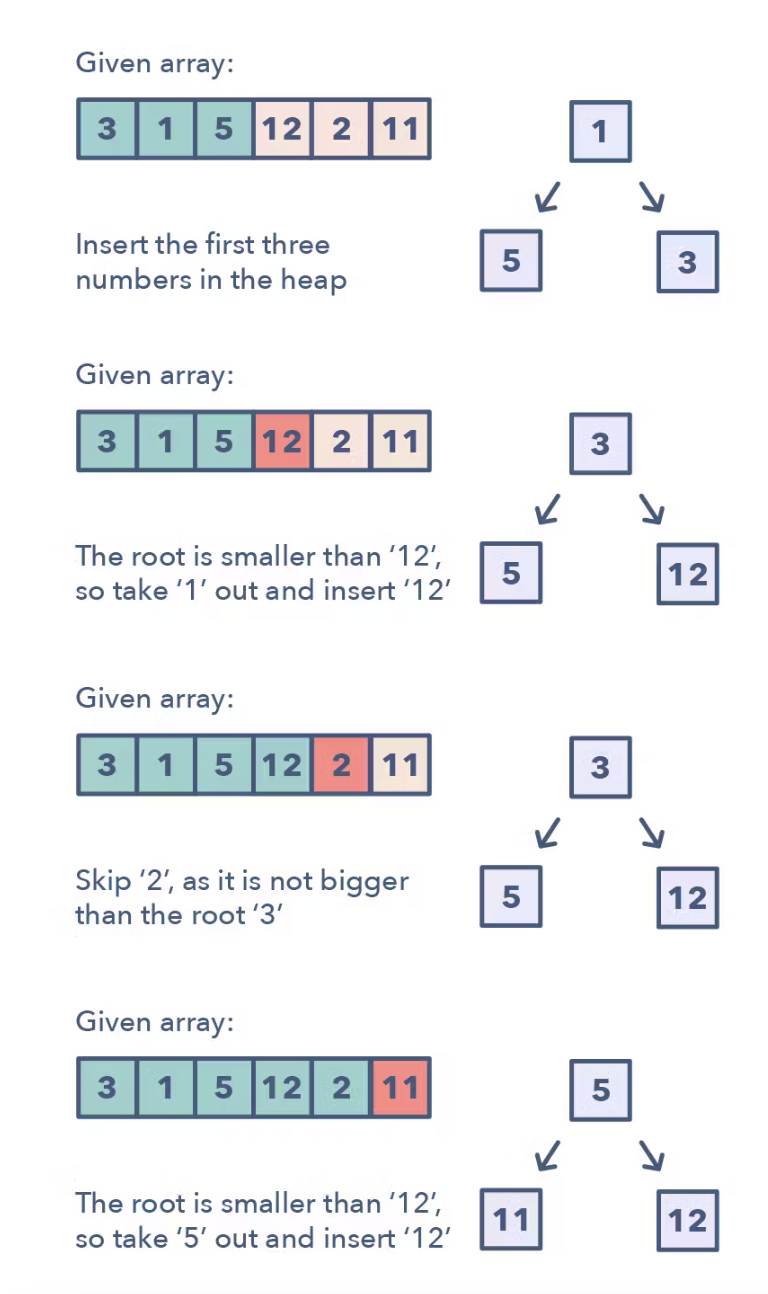 Given array:
3 1 5 12 2 11
1
5 3
Insert the first three
numbers in the heap
Given array:
3 1 5 12 2 11
3
5 12
The root is smaller than ‘12’,
so take ‘1’ out and insert ‘12’
Given array:
3 1 5 12 2 11
3
5 12
Skip ‘2’, as it is not bigger
than the root ‘3’
Given array:
3 1 5 12 2 11
5
11 12
The root is smaller than ‘12’,
so take ‘5’ out and insert ‘12’